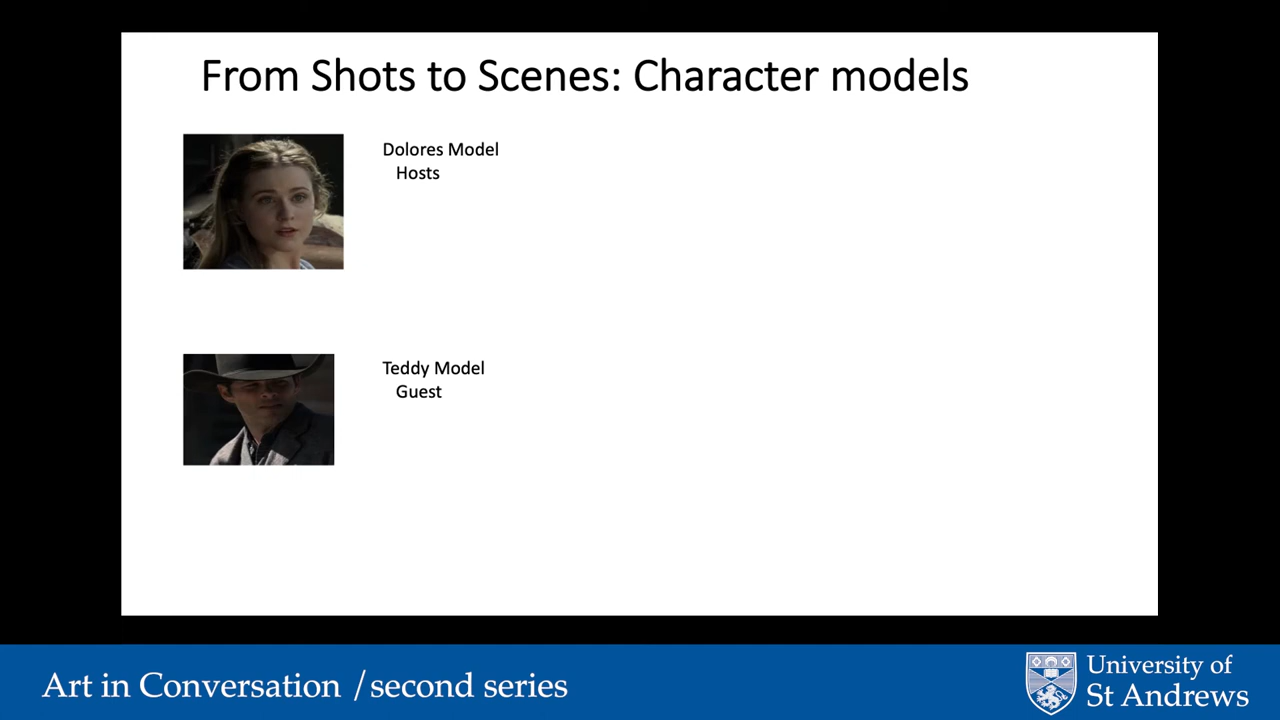 From Shots to Scenes: Character models
Dolores Model
Hosts
Teddy Model
Guest
Art in Conversation / second series
University of
St Andrews